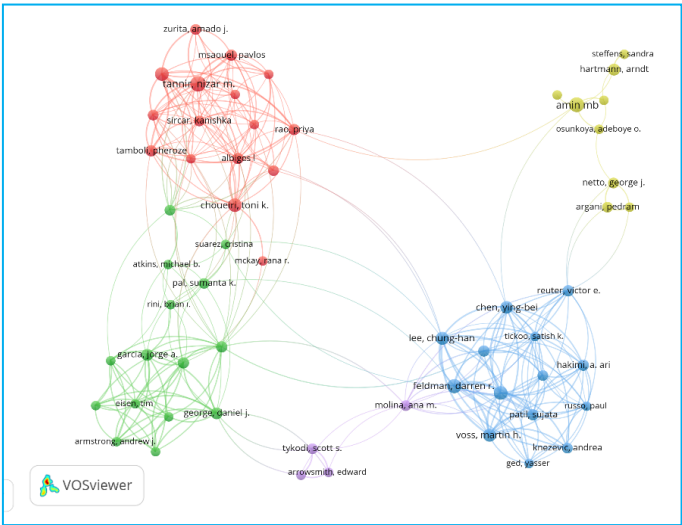 zurita, amado j.
steffens, sandra
msaouel, pavlos
hartmann, arndt
tannir, nizar m.
amin mb
sircar, kanishka
rao, priya
osunkoya, adeboye o.
tamboli, pheroze
albiges l
netto, george j.
choueiri, toni k.
argani, pedram
suarez, cristina
mckay, rana r.
atkins, michael b.
pal, sumanta k.
reuter, victor e.
rini, brian i.
chen, ying-bei
lee, chung-han
tickoo, satish k.
garcia, jorge a.
hakimi, a. ari
feldman, darren r.
eisen, tim
molina, ana m.
russo, paul
george, daniel j.
patil, sujata
voss, martin h.
armstrong, andrew j.
tykodi, scott s.
knezevic, andrea
ged, yasser
arrowsmith, edward
VOSviewer